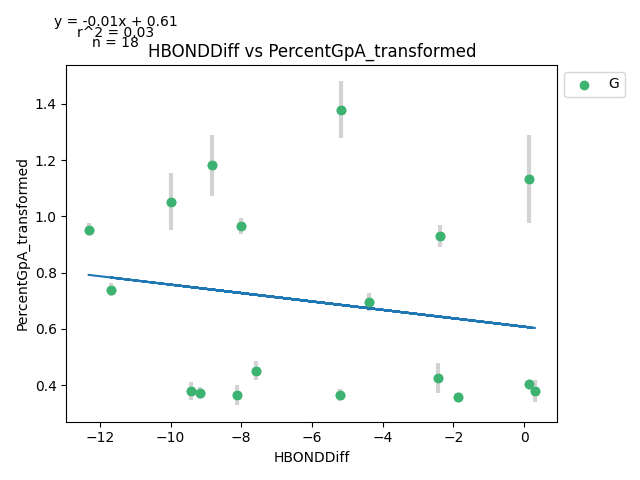 y = -0.01x + 0.61
r^2 = 0.03
n = 18
HBONDDiff vs PercentGpA_transformed
G
PercentGpA_transformed
1.4
1.2
1.0
0.8
0.6
0.4
−12
−10
−8
−6
−4
−2
0
HBONDDiff